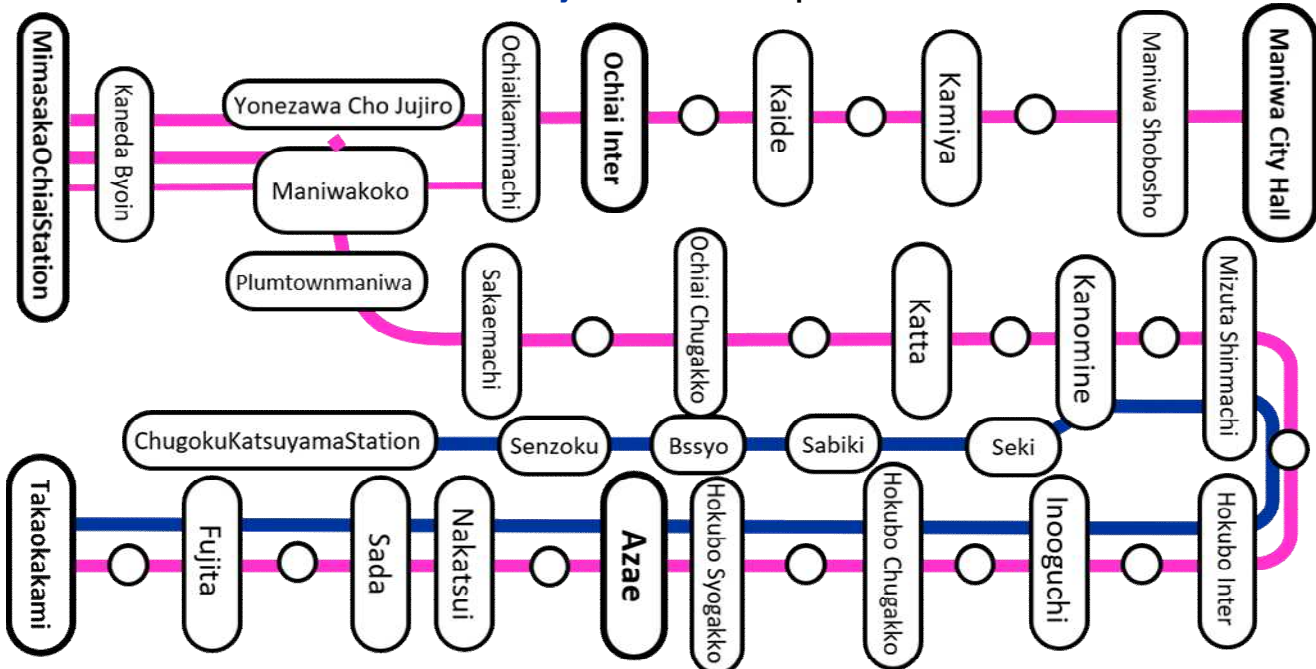 MimasakaOchiaiStation
Kaneda Byoin
Yonezawa Cho Jujiro
Maniwakoko
Plumtownmaniwa
Ochiaikamimachi
Ochiai Inter
Kaide
Kamiya
Maniwa Shobosho
Maniwa City Hall
Sakaemachi
Ochiai Chugakko
Katta
Kanomine
Mizuta Shinmachi
ChugokuKatsuyamaStation
Senzoku
Bssyo
Sabiki
Seki
Takaokakami
Fujita
Sada
Nakatsui
Azae
Hokubo Syogakko
Hokubo Chugakko
Inooguchi
Hokubo Inter